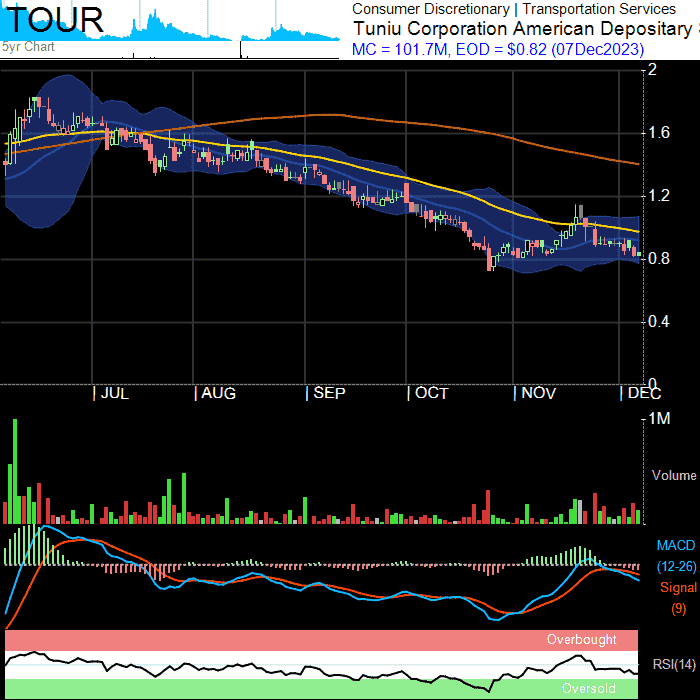 TOUR
5yr Chart
Consumer Discretionary | Transportation Services
Tuniu Corporation American Depositary
MC = 101.7M, EOD = $0.82 (07Dec2023)
2
1.6
1.2
0.8
0.4
0
JUL AUG SEP OCT NOV DEC
1M
Volume
MACD
(12-26)
Signal
(9)
Overbought
RSI(14)
Oversold